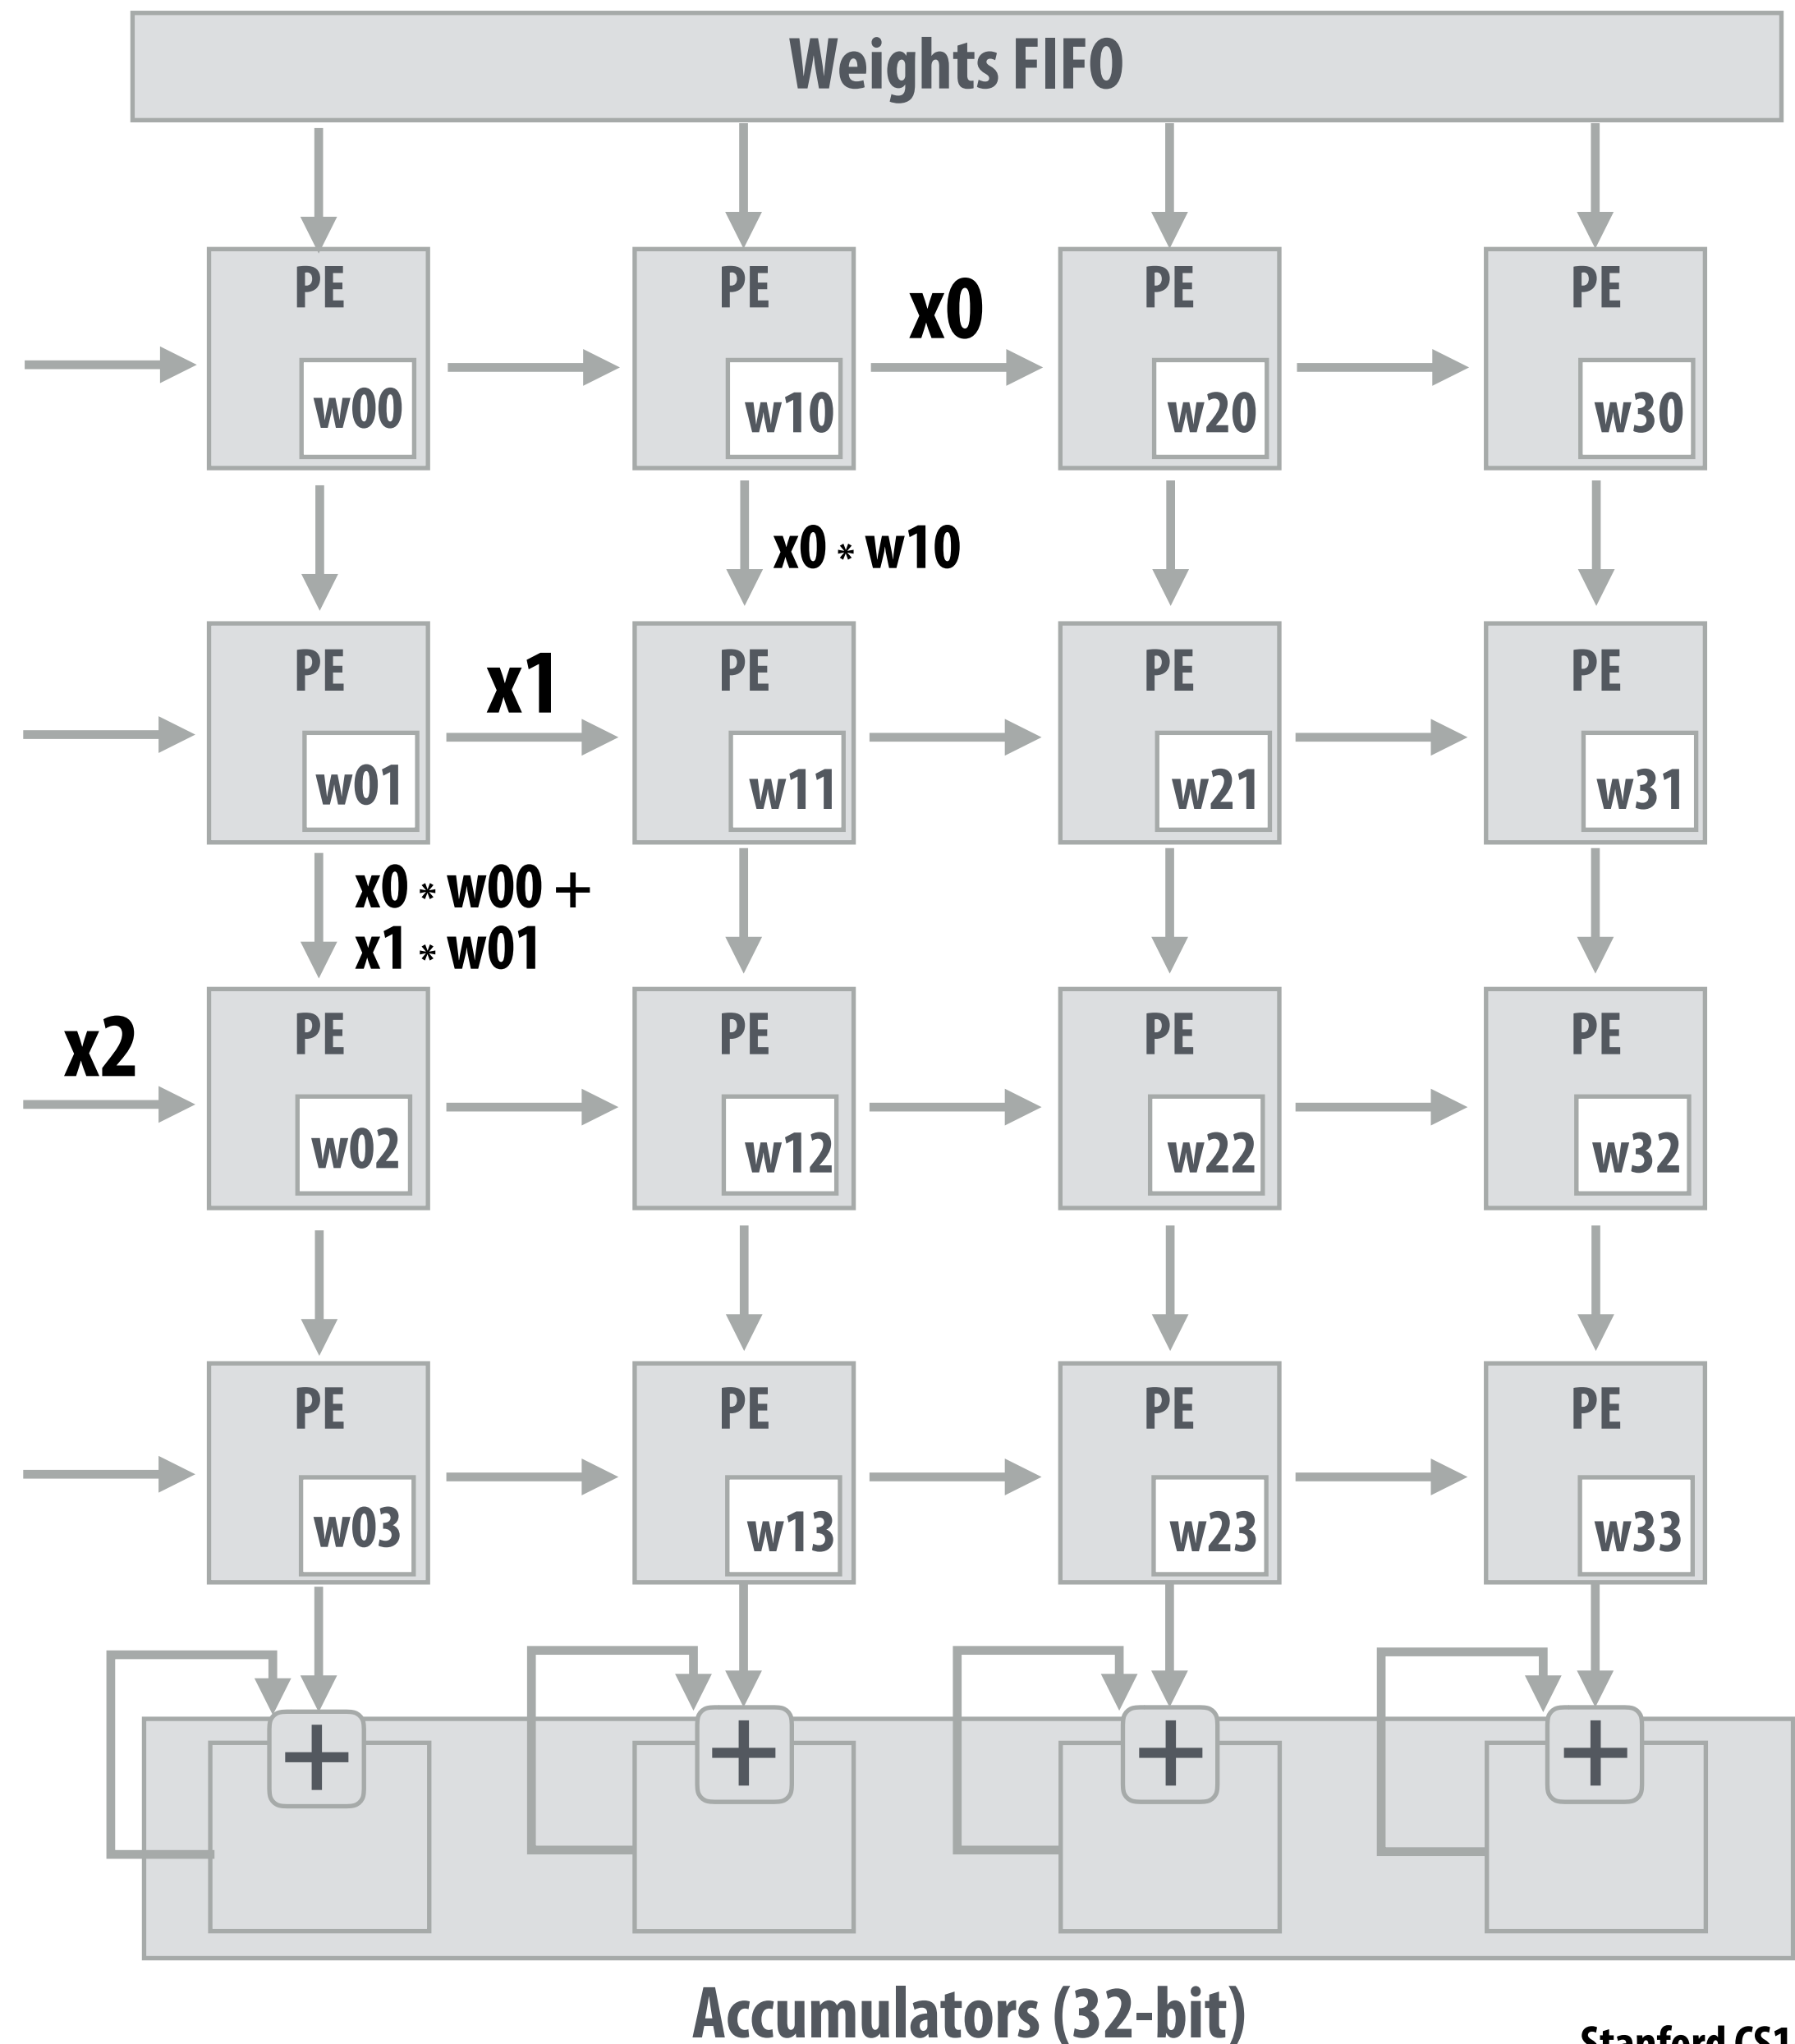 Weights FIFO
PE
PE
x0
PE
PE
w00
w10
w20
w30
x0 * w10
PE
x1
PE
PE
PE
w01
w11
w21
w31
x0 * w00 +
x1 * w01
x2
PE
PE
PE
PE
w02
w12
w22
w32
PE
PE
PE
PE
w03
w13
w23
w33
+
+
+
+
Accumulators (32-bit)
Stanford CS1